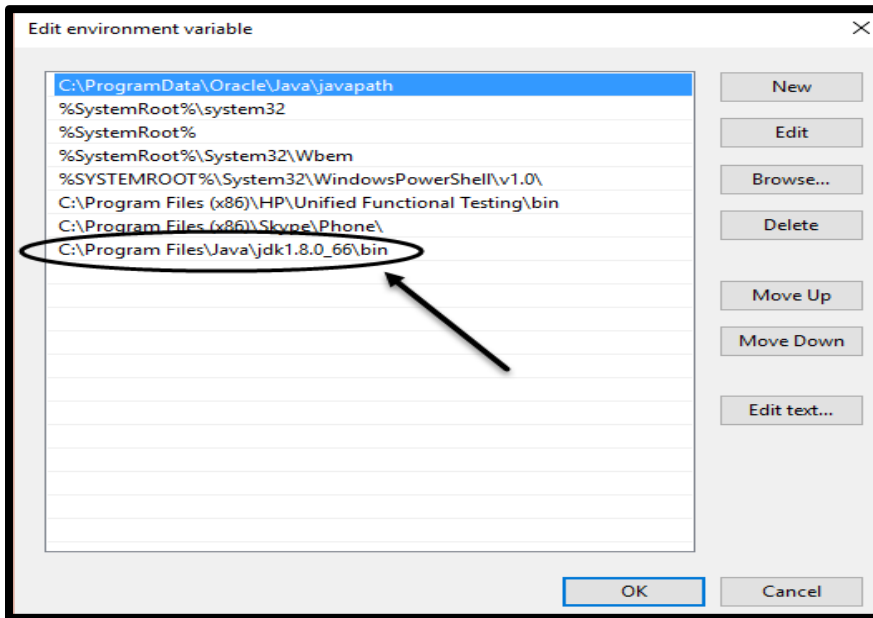 Edit environment variable
C:\ProgramData\Oracle\Java\javapath
%SystemRoot%\system32
%SystemRoot%
%SystemRoot%\System32\Wbem
%SYSTEMROOT%\System32\WindowsPowerShell\v1.0\
C:\Program Files (x86)\HP\Unified Functional Testing\bin
C:\Program Files (x86)\Skype\Phone\
C:\Program Files\Java\jdk1.8.0_66\bin
New
Edit
Browse...
Delete
Move Up
Move Down
Edit text...
OK
Cancel